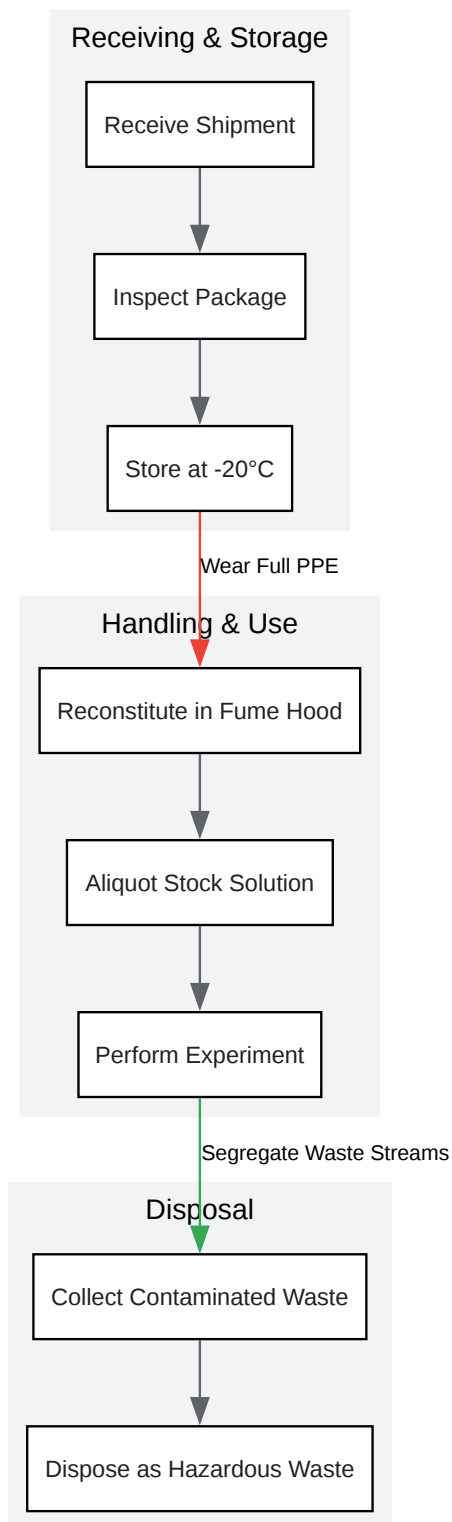 Receiving & Storage
Receive Shipment
Inspect Package
Store at -20°C
Wear Full PPE
Handling & Use
Reconstitute in Fume Hood
Aliquot Stock Solution
Perform Experiment
Segregate Waste Streams
Disposal
Collect Contaminated Waste
Dispose as Hazardous Waste